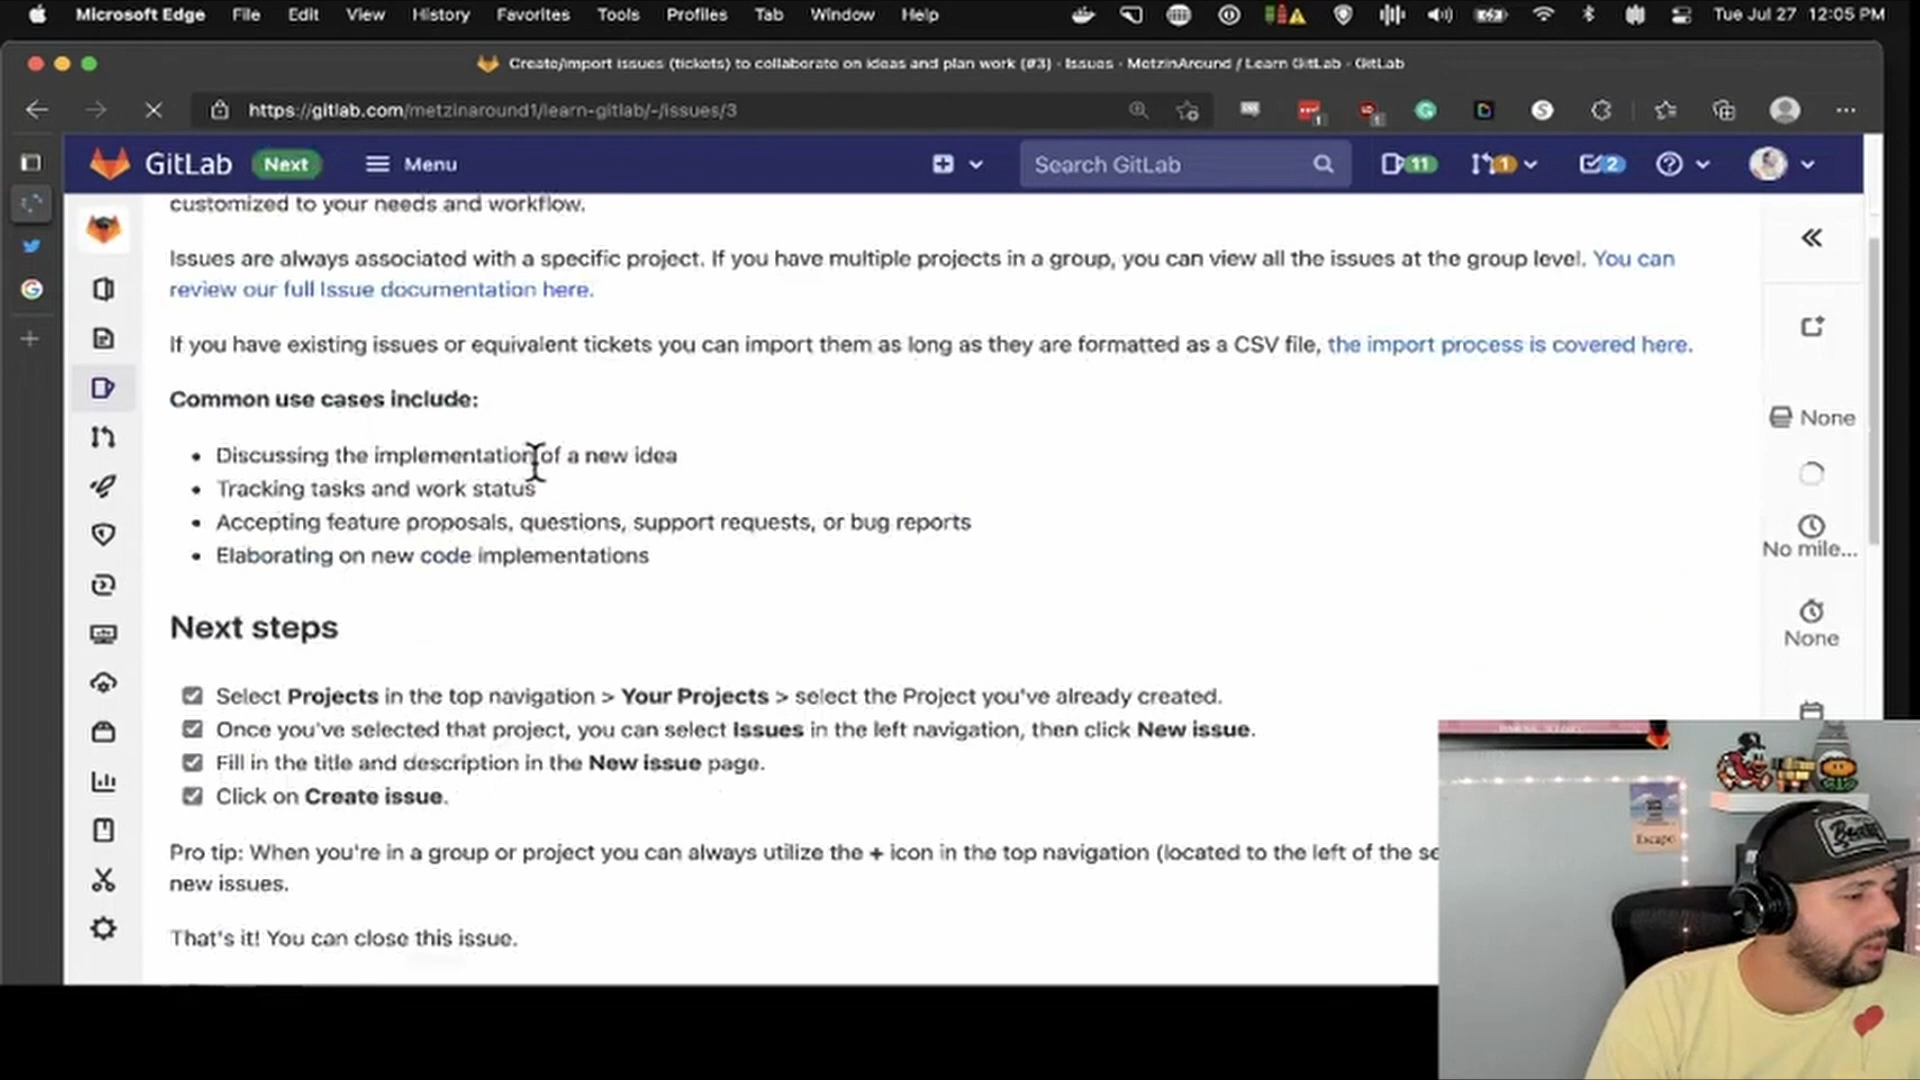 Microsoft Edge File Edit View History Favorites Tools Profiles Tab Window Help Tue Jul 27 12:05 PM
Create/import issues (tickets) to collaborate on ideas and plan work (#3) · Issues · MetzinAround / Learn GitLab · GitLab
https://gitlab.com/metzinaround1/learn-gitlab/-/issues/3
GitLab Next Menu Search GitLab 11 1 2
customized to your needs and workflow.
Issues are always associated with a specific project. If you have multiple projects in a group, you can view all the issues at the group level. You can
review our full Issue documentation here.
If you have existing issues or equivalent tickets you can import them as long as they are formatted as a CSV file, the import process is covered here.
Common use cases include:
None
• Discussing the implementation of a new idea
• Tracking tasks and work status
• Accepting feature proposals, questions, support requests, or bug reports
• Elaborating on new code implementations
No mile...
Next steps
None
Select Projects in the top navigation > Your Projects > select the Project you've already created.
Once you've selected that project, you can select Issues in the left navigation, then click New issue.
Fill in the title and description in the New issue page.
Click on Create issue.
Pro tip: When you're in a group or project you can always utilize the + icon in the top navigation (located to the left of the se
new issues.
That's it! You can close this issue.
Escape